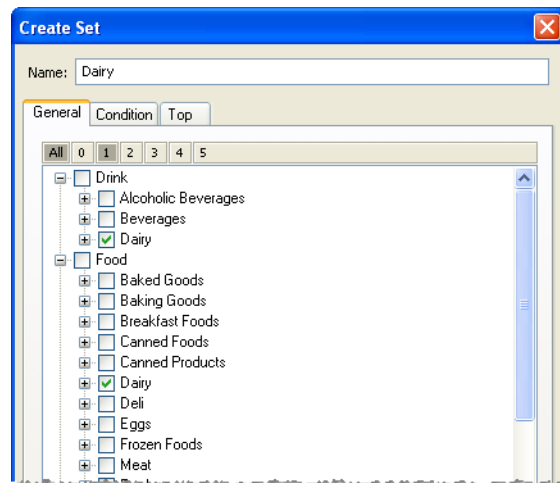 Create Set
Name: Dairy
General Condition Top
All 0 1 2 3 4 5
Drink
Alcoholic Beverages
Beverages
Dairy
Food
Baked Goods
Baking Goods
Breakfast Foods
Canned Foods
Canned Products
Dairy
Deli
Eggs
Frozen Foods
Meat